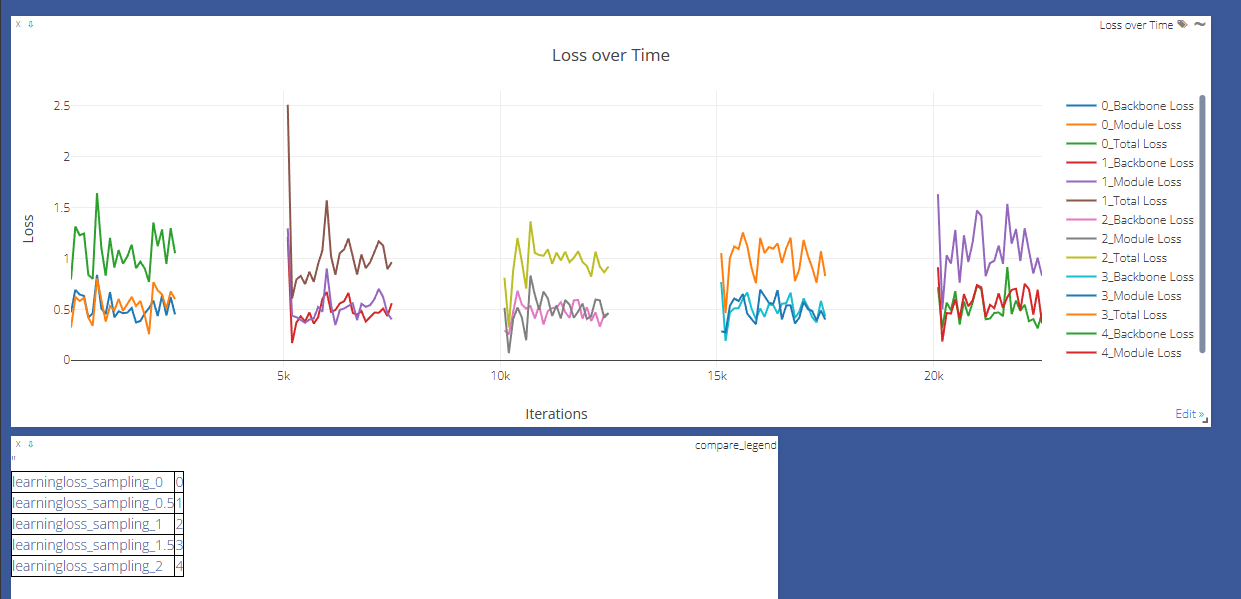 X ⇩ Loss over Time
Loss over Time
2.5
2
1.5
1
0.5
0
Loss
5k 10k 15k 20k
Iterations
0_Backbone Loss
0_Module Loss
0_Total Loss
1_Backbone Loss
1_Module Loss
1_Total Loss
2_Backbone Loss
2_Module Loss
2_Total Loss
3_Backbone Loss
3_Module Loss
3_Total Loss
4_Backbone Loss
4_Module Loss
Edit »
X ⇩ compare_legend
"
learningloss_sampling_0 0
learningloss_sampling_0.5 1
learningloss_sampling_1 2
learningloss_sampling_1.5 3
learningloss_sampling_2 4